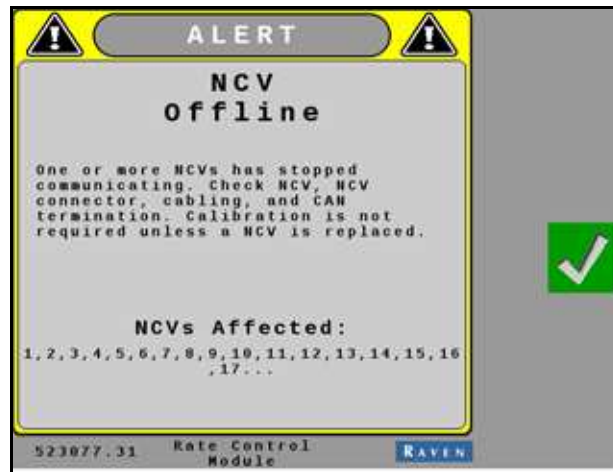 ALERT
NCV
Offline
One or more NCVs has stopped
communicating. Check NCV, NCV
connector, cabling, and CAN
termination. Calibration is not
required unless a NCV is replaced.
NCVs Affected:
1,2,3,4,5,6,7,8,9,10,11,12,13,14,15,16
,17...
523077.31
Rate Control
Module
RAVEN